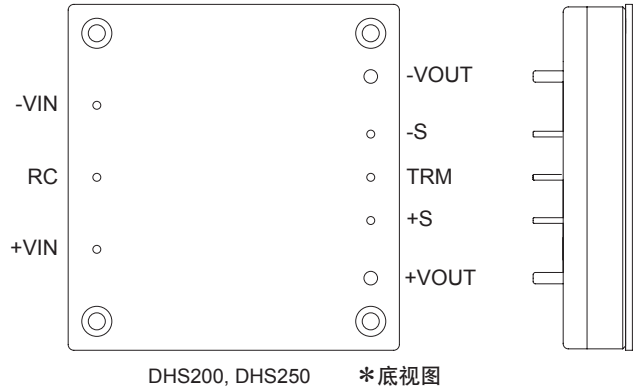 -VOUT
-VIN
-S
RC
TRM
+S
+VIN
+VOUT
DHS200, DHS250 *底视图